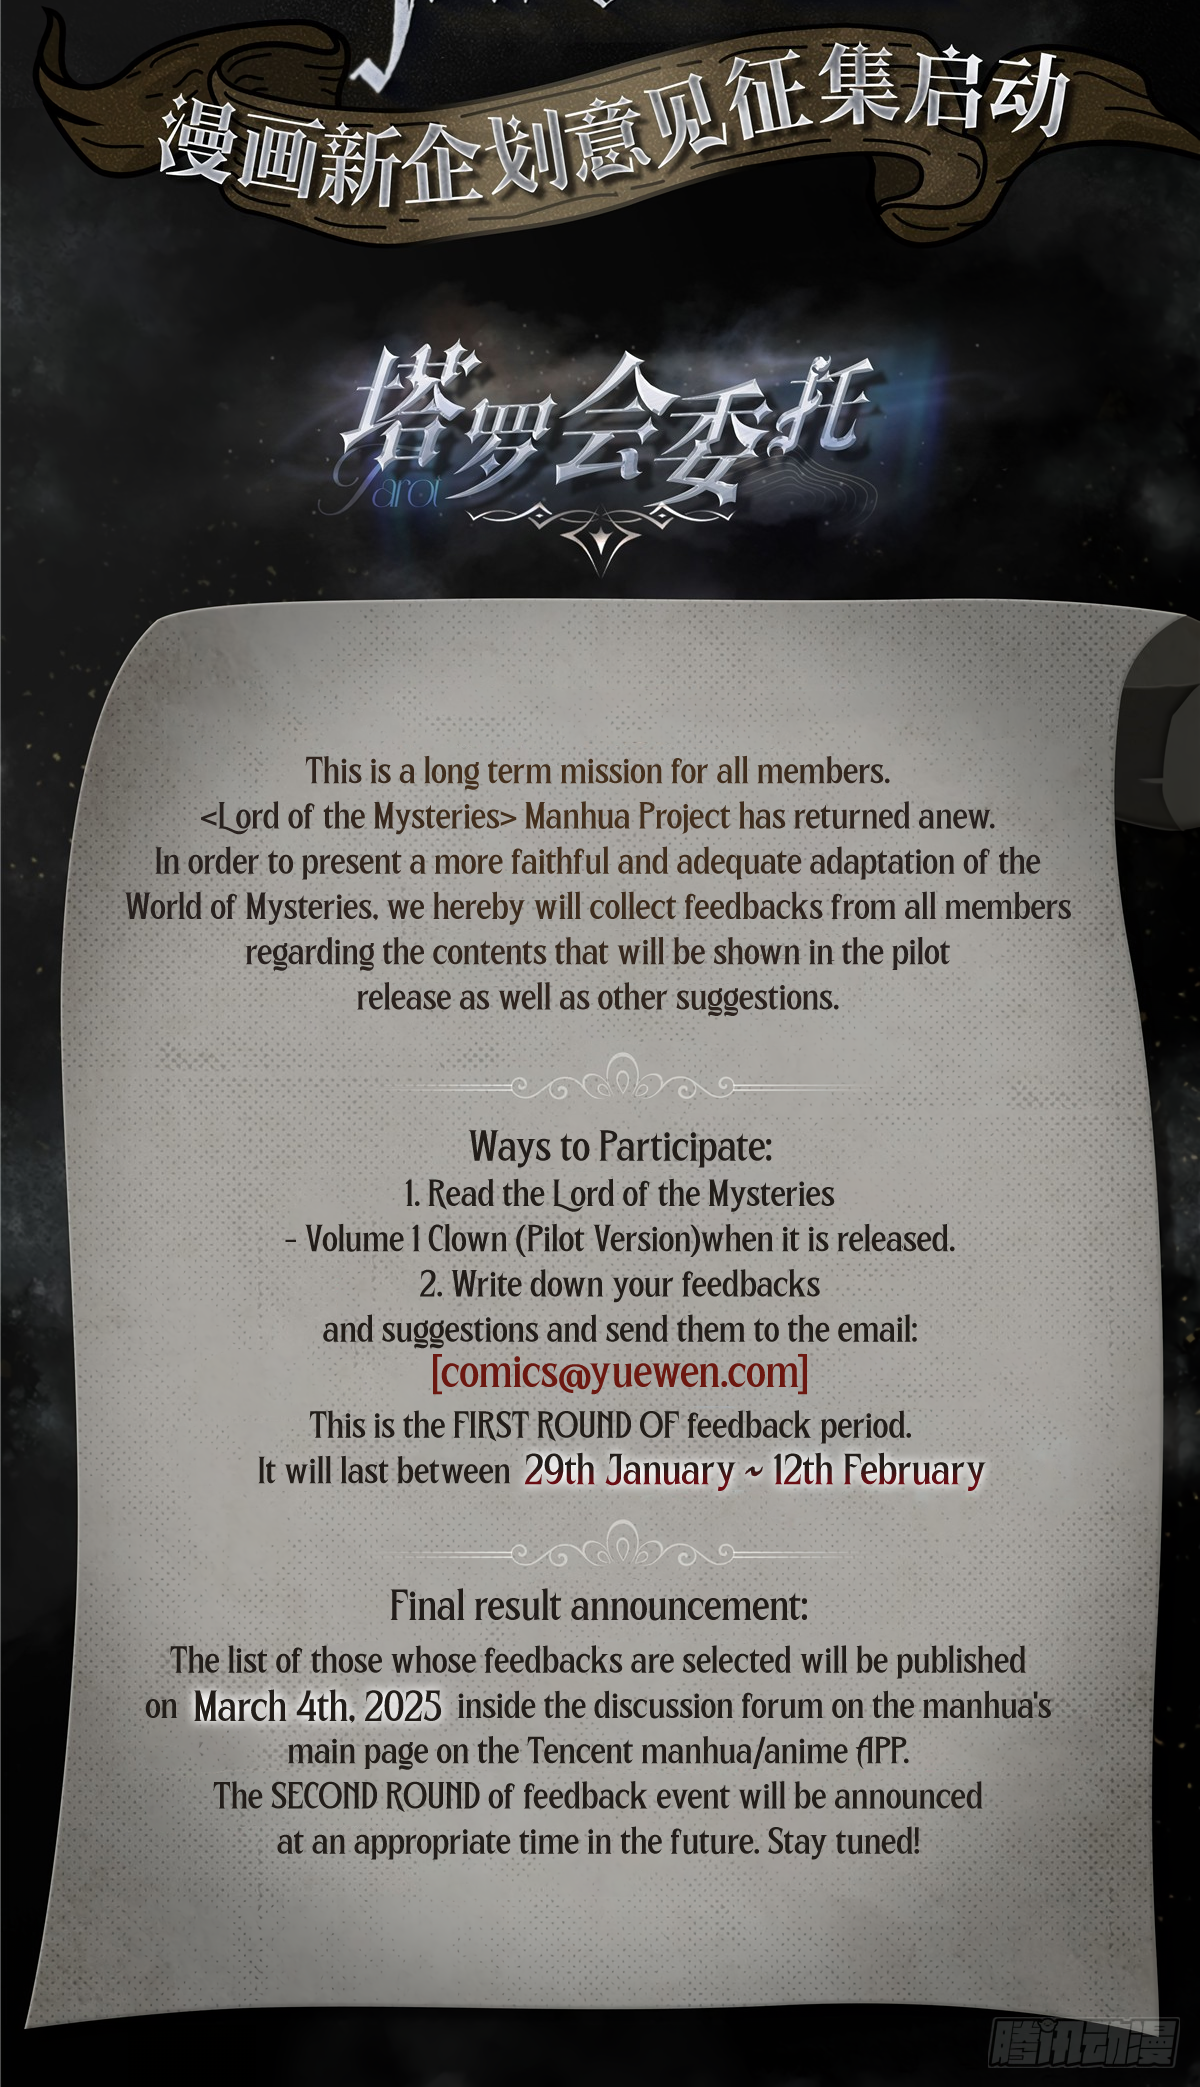 漫画新企划意见征集启动
塔罗会委托
Tarot
This is a long term mission for all members.
<Lord of the Mysteries> Manhua Project has returned anew.
In order to present a more faithful and adequate adaptation of the
World of Mysteries, we hereby will collect feedbacks from all members
regarding the contents that will be shown in the pilot
release as well as other suggestions.
Ways to Participate:
1. Read the Lord of the Mysteries
- Volume 1 Clown (Pilot Version)when it is released.
2. Write down your feedbacks
and suggestions and send them to the email:
[comics@yuewen.com]
This is the FIRST ROUND OF feedback period.
It will last between 29th January ~ 12th February
Final result announcement:
The list of those whose feedbacks are selected will be published
on March 4th, 2025 inside the discussion forum on the manhua's
main page on the Tencent manhua/anime APP.
The SECOND ROUND of feedback event will be announced
at an appropriate time in the future. Stay tuned!
腾讯动漫